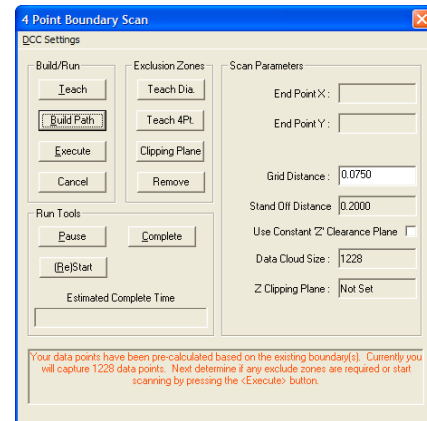 4 Point Boundary Scan
DCC Settings
Build/Run
Teach
Build Path
Execute
Cancel
Exclusion Zones
Teach Dia.
Teach 4Pt.
Clipping Plane
Remove
Scan Parameters
End Point X :
End Point Y :
Grid Distance : 0.0750
Stand Off Distance 0.2000
Use Constant 'Z' Clearance Plane
Data Cloud Size : 1228
Z Clipping Plane : Not Set
Run Tools
Pause
Complete
(Re)Start
Estimated Complete Time
Your data points have been pre-calculated based on the existing boundary(s). Currently you
will capture 1228 data points. Next determine if any exclude zones are required or start
scanning by pressing the <Execute> button.